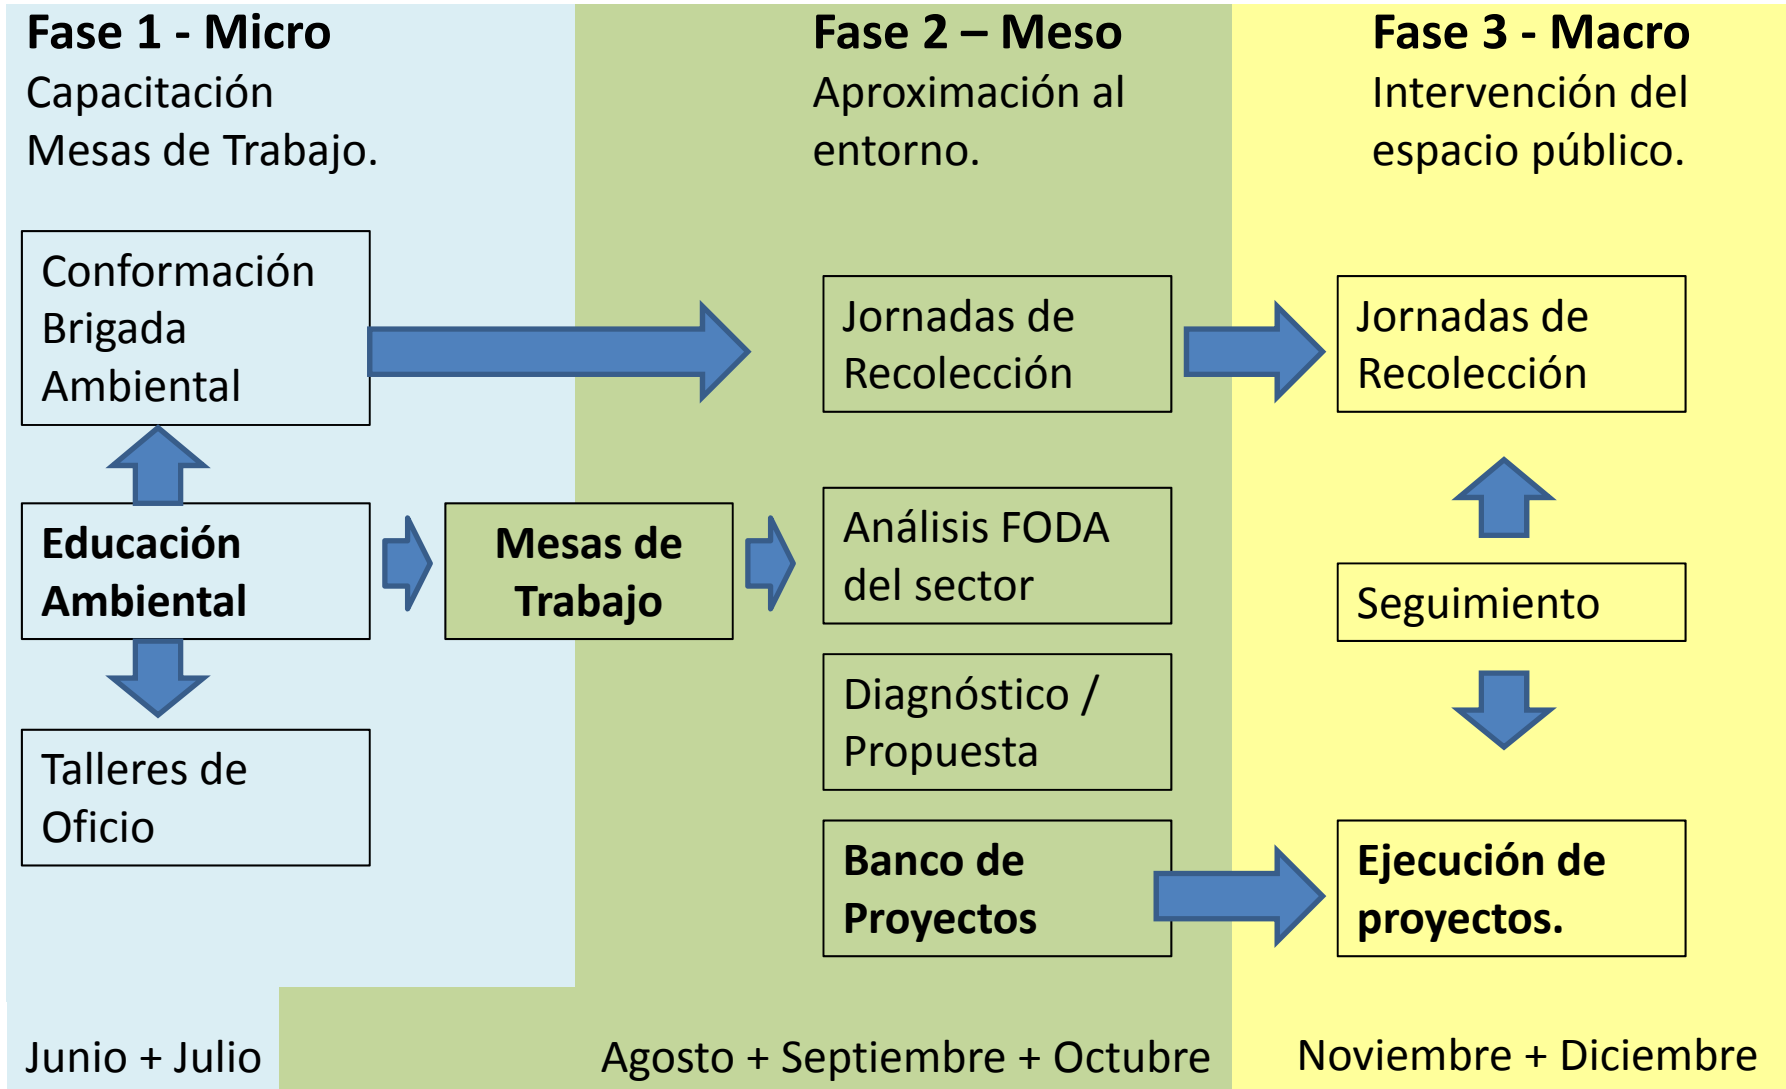 Fase 1 - Micro
Capacitación
Mesas de Trabajo.
Fase 2 – Meso
Aproximación al
entorno.
Fase 3 - Macro
Intervención del
espacio público.
Conformación
Brigada
Ambiental
Jornadas de
Recolección
Jornadas de
Recolección
Educación
Ambiental
Mesas de
Trabajo
Análisis FODA
del sector
Seguimiento
Diagnóstico /
Propuesta
Talleres de
Oficio
Banco de
Proyectos
Ejecución de
proyectos.
Junio + Julio
Agosto + Septiembre + Octubre
Noviembre + Diciembre